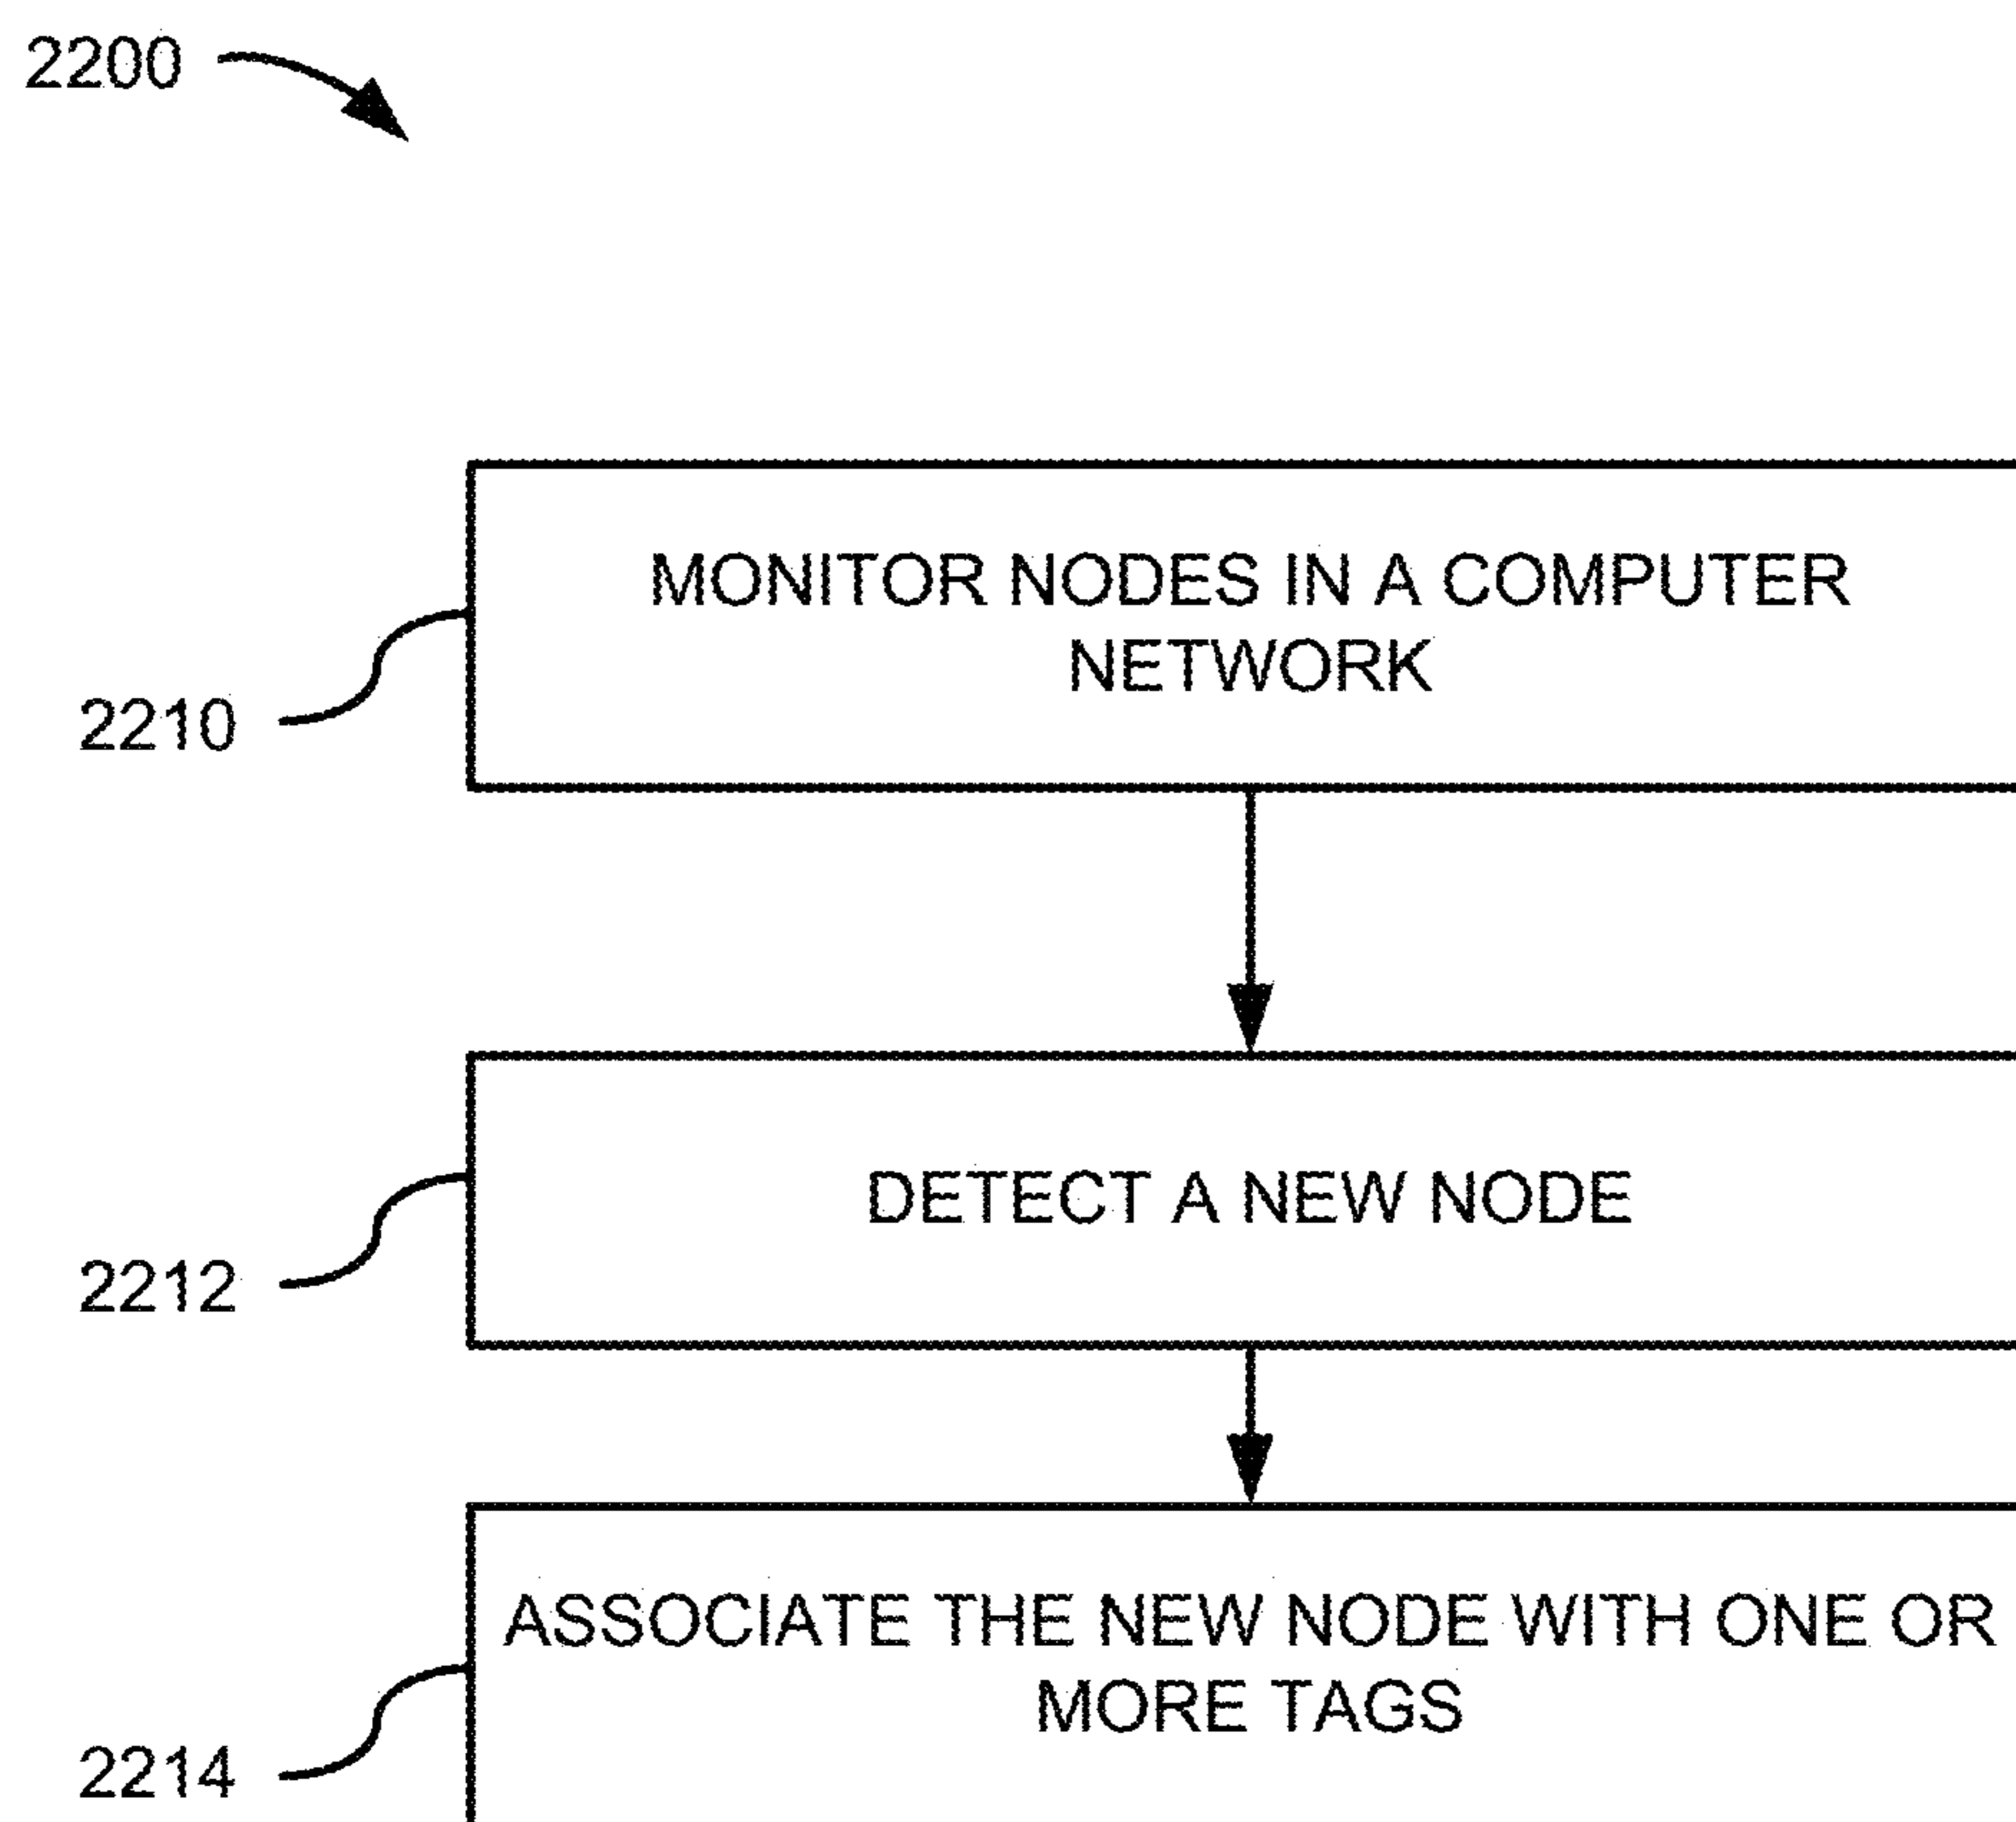 2200
MONITOR NODES IN A COMPUTER
NETWORK
2210
DETECT A NEW NODE
2212
ASSOCIATE THE NEW NODE WITH ONE OR
MORE TAGS
2214